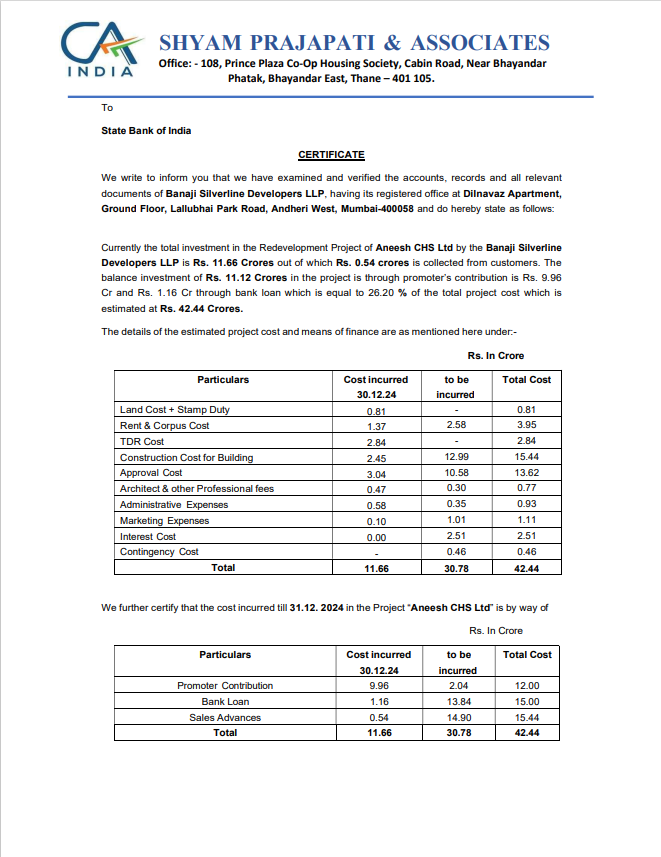 CA
INDIA
SHYAM PRAJAPATI & ASSOCIATES
Office: - 108, Prince Plaza Co-Op Housing Society, Cabin Road, Near Bhayandar
Phatak, Bhayandar East, Thane – 401 105.
To
State Bank of India
CERTIFICATE
We write to inform you that we have examined and verified the accounts, records and all relevant
documents of Banaji Silverline Developers LLP, having its registered office at Dilnavaz Apartment,
Ground Floor, Lallubhai Park Road, Andheri West, Mumbai-400058 and do hereby state as follows:
Currently the total investment in the Redevelopment Project of Aneesh CHS Ltd by the Banaji Silverline
Developers LLP is Rs. 11.66 Crores out of which Rs. 0.54 crores is collected from customers. The
balance investment of Rs. 11.12 Crores in the project is through promoter's contribution is Rs. 9.96
Cr and Rs. 1.16 Cr through bank loan which is equal to 26.20 % of the total project cost which is
estimated at Rs. 42.44 Crores.
The details of the estimated project cost and means of finance are as mentioned here under:-
Rs. In Crore
Particulars Cost incurred to be Total Cost
30.12.24 incurred
Land Cost + Stamp Duty 0.81 - 0.81
Rent & Corpus Cost 1.37 2.58 3.95
TDR Cost 2.84 - 2.84
Construction Cost for Building 2.45 12.99 15.44
Approval Cost 3.04 10.58 13.62
Architect & other Professional fees 0.47 0.30 0.77
Administrative Expenses 0.58 0.35 0.93
Marketing Expenses 0.10 1.01 1.11
Interest Cost 0.00 2.51 2.51
Contingency Cost - 0.46 0.46
Total 11.66 30.78 42.44
We further certify that the cost incurred till 31.12. 2024 in the Project “Aneesh CHS Ltd” is by way of
Rs. In Crore
Particulars Cost incurred to be Total Cost
30.12.24 incurred
Promoter Contribution 9.96 2.04 12.00
Bank Loan 1.16 13.84 15.00
Sales Advances 0.54 14.90 15.44
Total 11.66 30.78 42.44